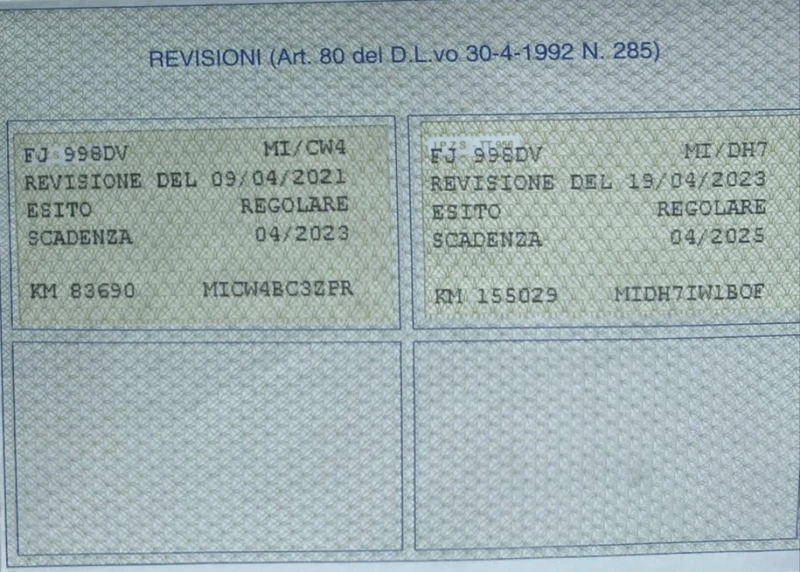 REVISIONI (Art. 80 del D.L.vo 30-4-1992 N. 285)
FJ 998DV MI/CW4
REVISIONE DEL 09/04/2021
ESITO REGOLARE
SCADENZA 04/2023
KM 83690 MICW4BC3ZPR
FJ 998DV MI/DH7
REVISIONE DEL 19/04/2023
ESITO REGOLARE
SCADENZA 04/2025
KM 155029 MIDH7IW1BOF